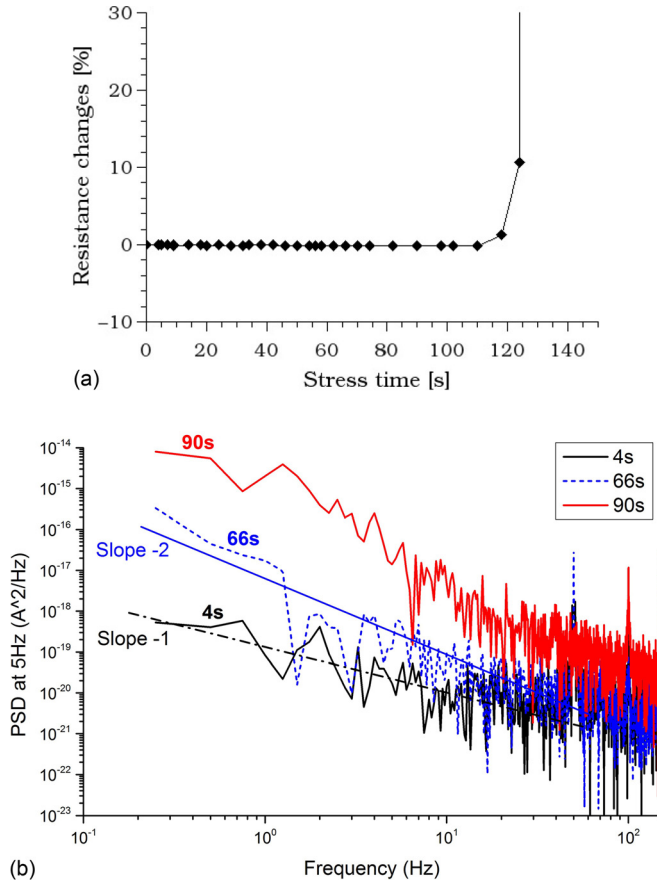 30
20
10
0
−10
Resistance changes [%]
0 20 40 60 80 100 120 140
Stress time [s]
(a)
10^-14
10^-15
10^-16
10^-17
10^-18
10^-19
10^-20
10^-21
10^-22
10^-23
PSD at 5Hz (A^2/Hz)
90s
66s
Slope -2
4s
Slope -1
4s
66s
90s
10^-1 10^0 10^1 10^2
Frequency (Hz)
(b)